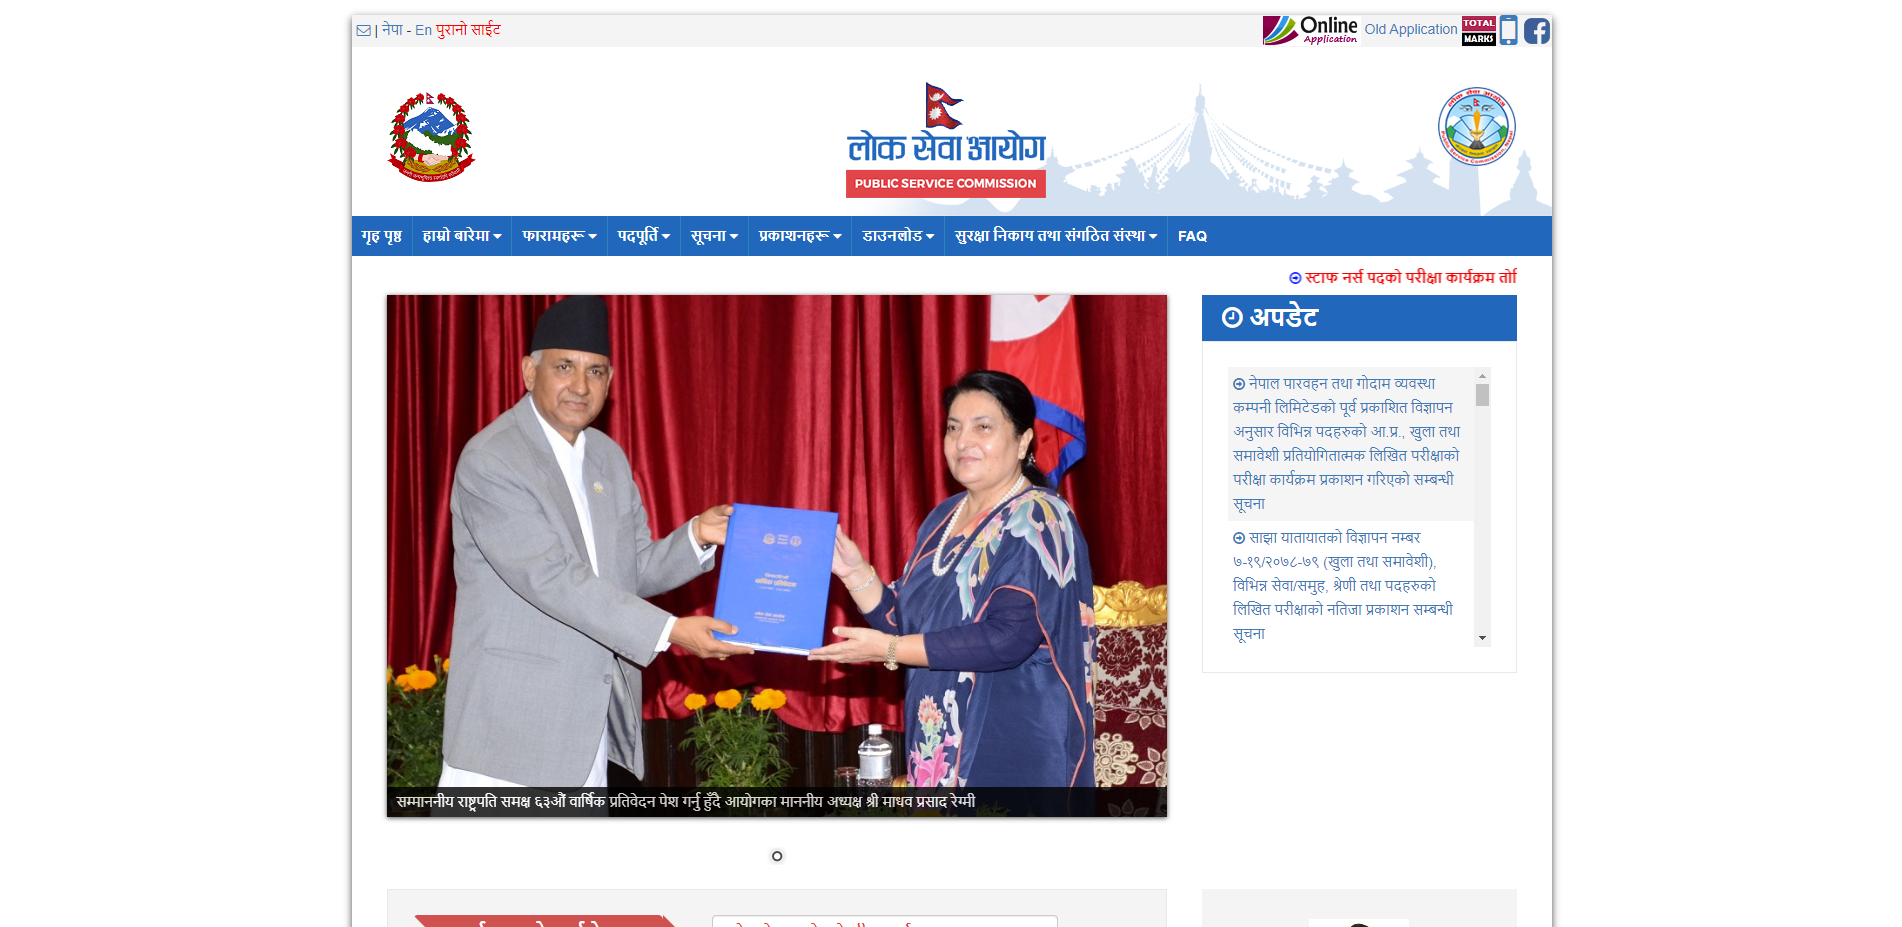 | नेपा - En पुरानो साईट
Online Application Old Application TOTAL MARKS
लोक सेवा आयोग
PUBLIC SERVICE COMMISSION
गृह पृष्ठ हाम्रो बारेमा फारामहरू पदपूर्ति सूचना प्रकाशनहरू डाउनलोड सुरक्षा निकाय तथा संगठित संस्था FAQ
स्टाफ नर्स पदको परीक्षा कार्यक्रम तोि
अपडेट
नेपाल पारवहन तथा गोदाम व्यवस्था
कम्पनी लिमिटेडको पूर्व प्रकाशित विज्ञापन
अनुसार विभिन्न पदहरुको आ.प्र., खुला तथा
समावेशी प्रतियोगितात्मक लिखित परीक्षाको
परीक्षा कार्यक्रम प्रकाशन गरिएको सम्बन्धी
सूचना
साझा यातायातको विज्ञापन नम्बर
७-१९/२०७८-७९ (खुला तथा समावेशी),
विभिन्न सेवा/समुह, श्रेणी तथा पदहरुको
लिखित परीक्षाको नतिजा प्रकाशन सम्बन्धी
सूचना
वार्षिक प्रतिवेदन
सम्माननीय राष्ट्रपति समक्ष ६३औं वार्षिक प्रतिवेदन पेश गर्नु हुँदै आयोगका माननीय अध्यक्ष श्री माधव प्रसाद रेग्मी